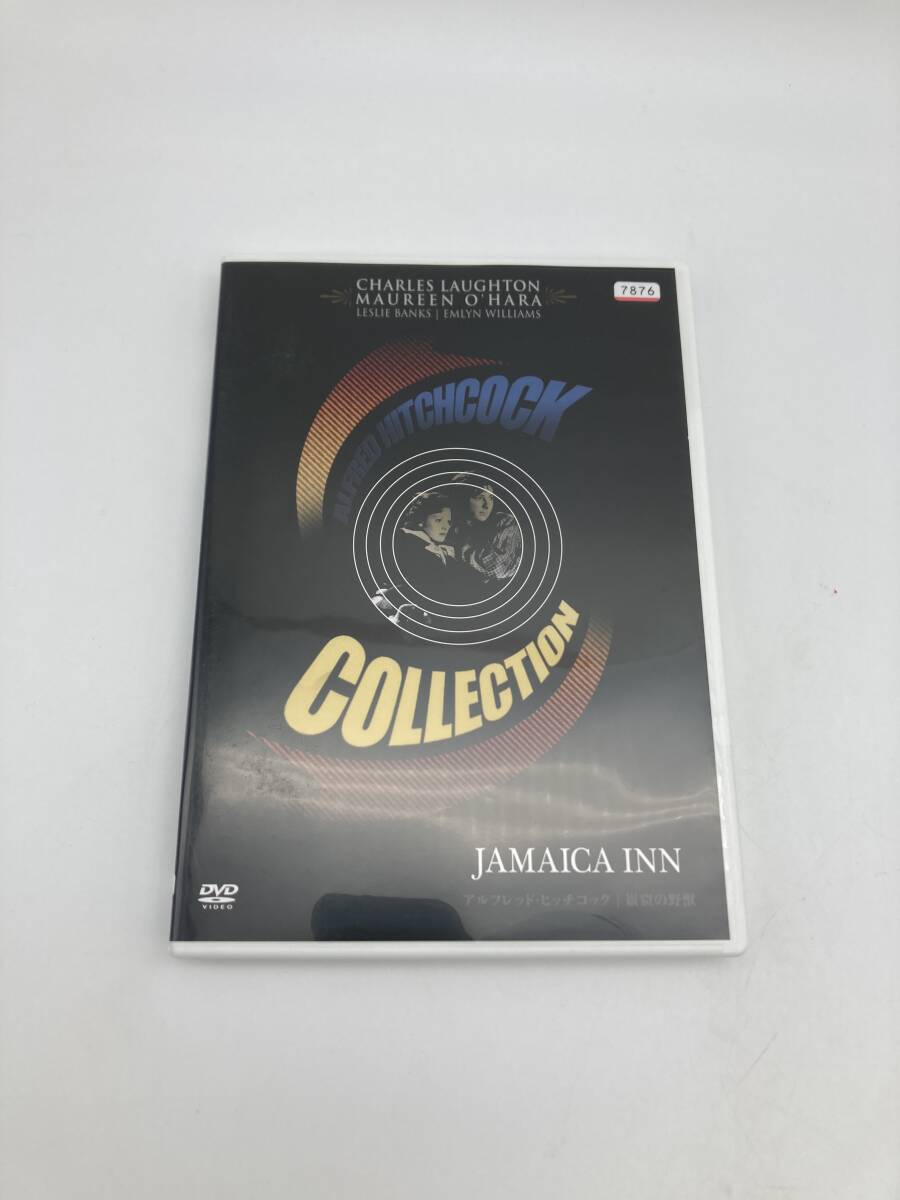 CHARLES LAUGHTON
MAUREEN O'HARA
LESLIE BANKS | EMLYN WILLIAMS
7876
ALFRED HITCHCOCK
COLLECTION
JAMAICA INN
アルフレッド・ヒッチコック | 巌窟の野獣
DVD
VIDEO